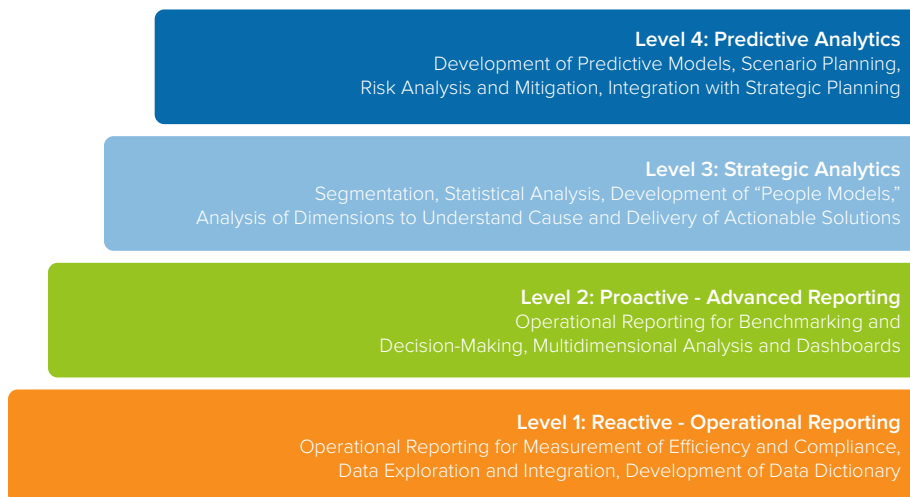 Level 4: Predictive Analytics
Development of Predictive Models, Scenario Planning,
Risk Analysis and Mitigation, Integration with Strategic Planning
Level 3: Strategic Analytics
Segmentation, Statistical Analysis, Development of “People Models,”
Analysis of Dimensions to Understand Cause and Delivery of Actionable Solutions
Level 2: Proactive - Advanced Reporting
Operational Reporting for Benchmarking and
Decision-Making, Multidimensional Analysis and Dashboards
Level 1: Reactive - Operational Reporting
Operational Reporting for Measurement of Efficiency and Compliance,
Data Exploration and Integration, Development of Data Dictionary